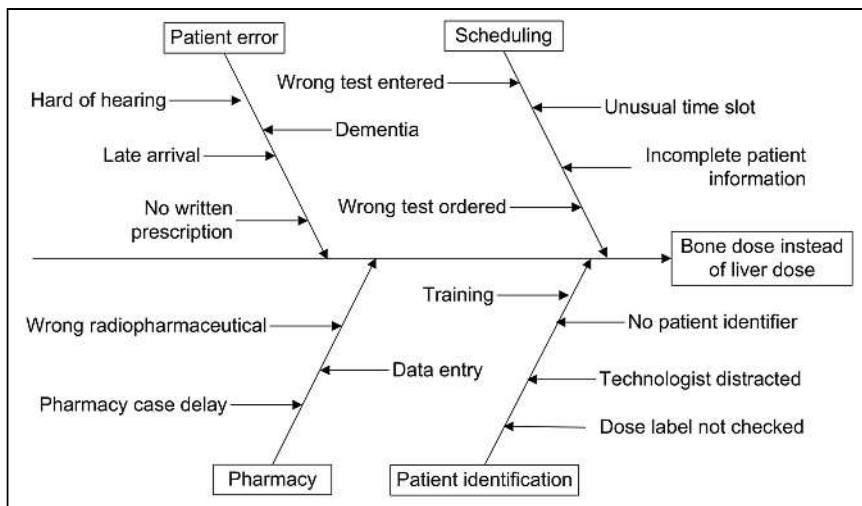 Patient error
Scheduling
Wrong test entered
Hard of hearing
Unusual time slot
Dementia
Late arrival
Incomplete patient
information
No written
prescription
Wrong test ordered
Bone dose instead
of liver dose
Training
Wrong radiopharmaceutical
No patient identifier
Data entry
Technologist distracted
Pharmacy case delay
Dose label not checked
Pharmacy
Patient identification